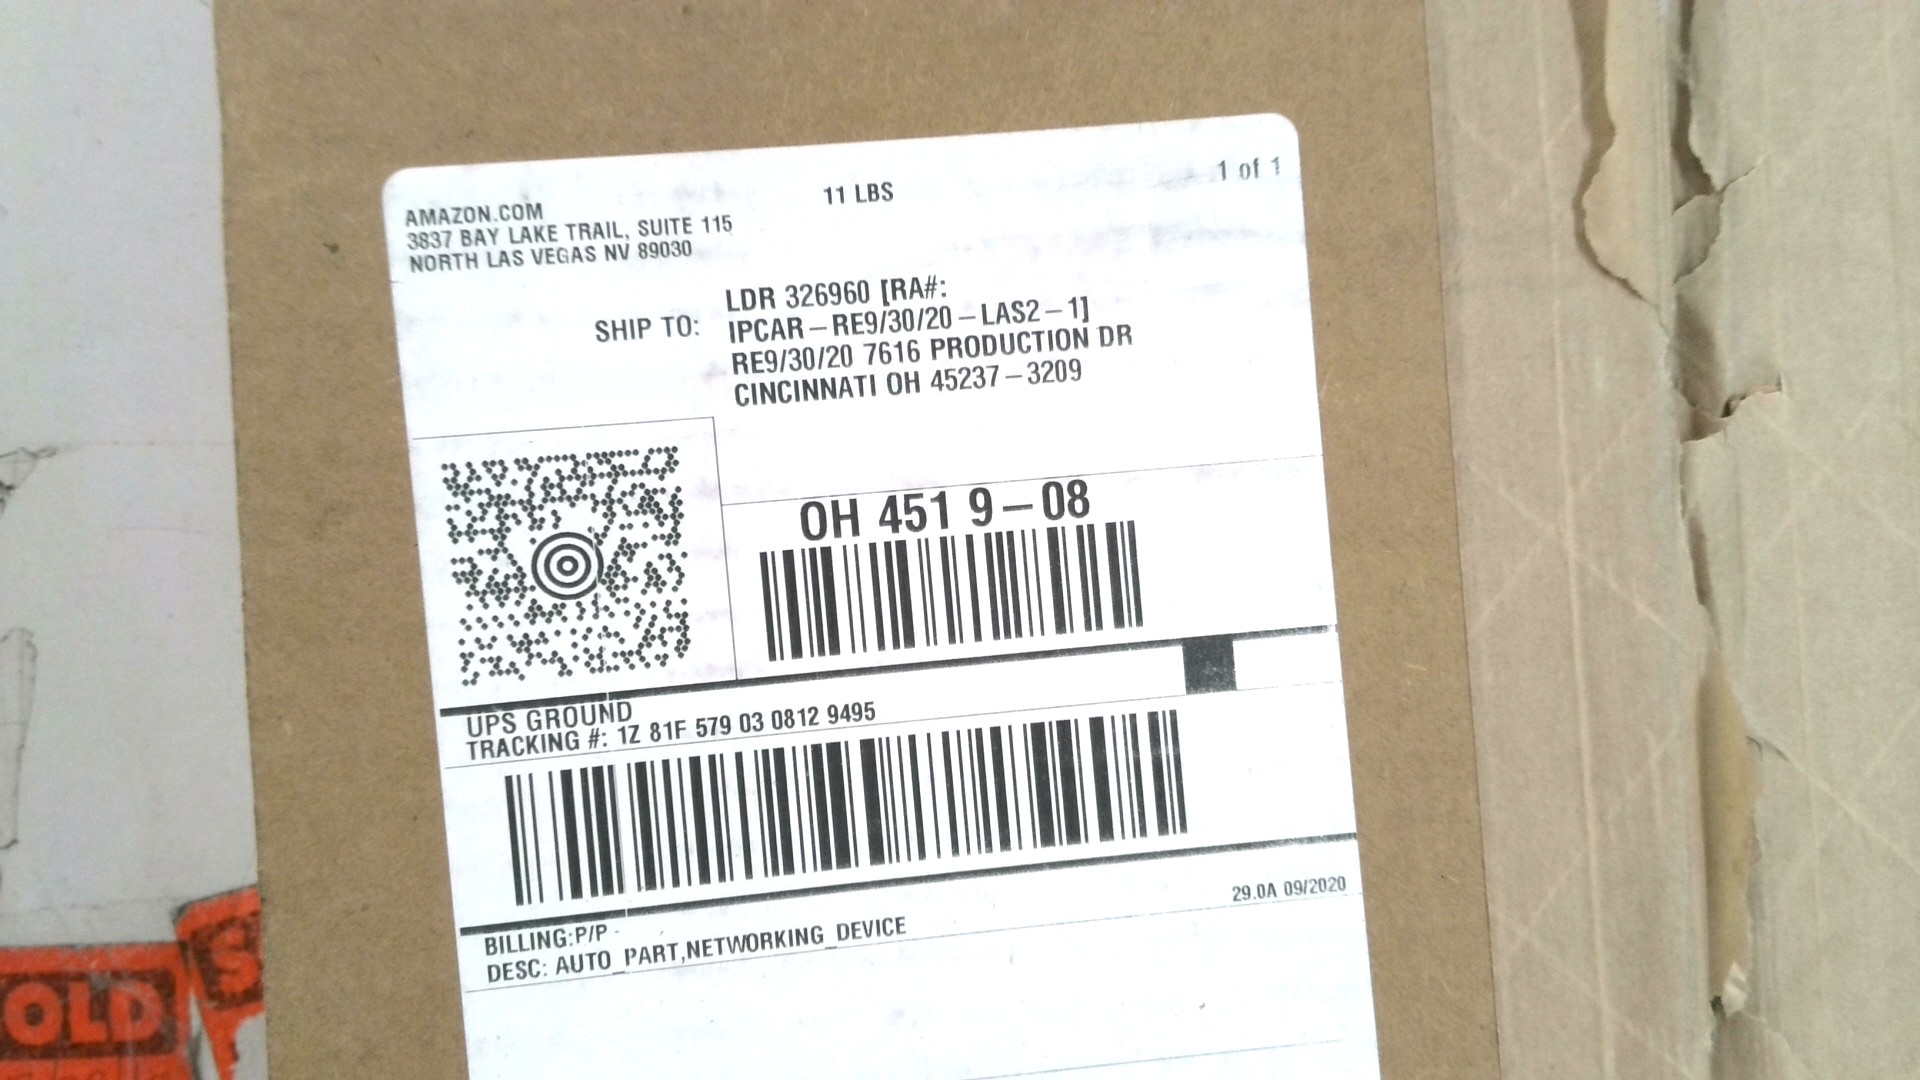 AMAZON.COM
3837 BAY LAKE TRAIL, SUITE 115
NORTH LAS VEGAS NV 89030
11 LBS
1 of 1
SHIP TO:
LDR 326960 [RA#:
IPCAR-RE9/30/20-LAS2-1]
RE9/30/20 7616 PRODUCTION DR
CINCINNATI OH 45237-3209
OH 451 9-08
UPS GROUND
TRACKING #: 1Z 81F 579 03 0812 9495
BILLING:P/P
DESC: AUTO_PART,NETWORKING_DEVICE
29.0A 09/2020
OLD
S